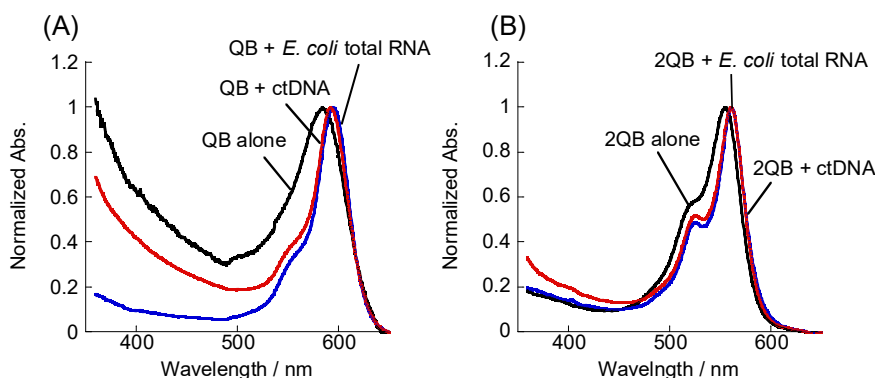 (A)
QB + E. coli total RNA
QB + ctDNA
QB alone
Normalized Abs.
1.2
1
0.8
0.6
0.4
0.2
0
400
500
600
Wavelength / nm
(B)
2QB + E. coli total RNA
2QB alone
2QB + ctDNA
Normalized Abs.
1.2
1
0.8
0.6
0.4
0.2
0
400
500
600
Wavelngth / nm